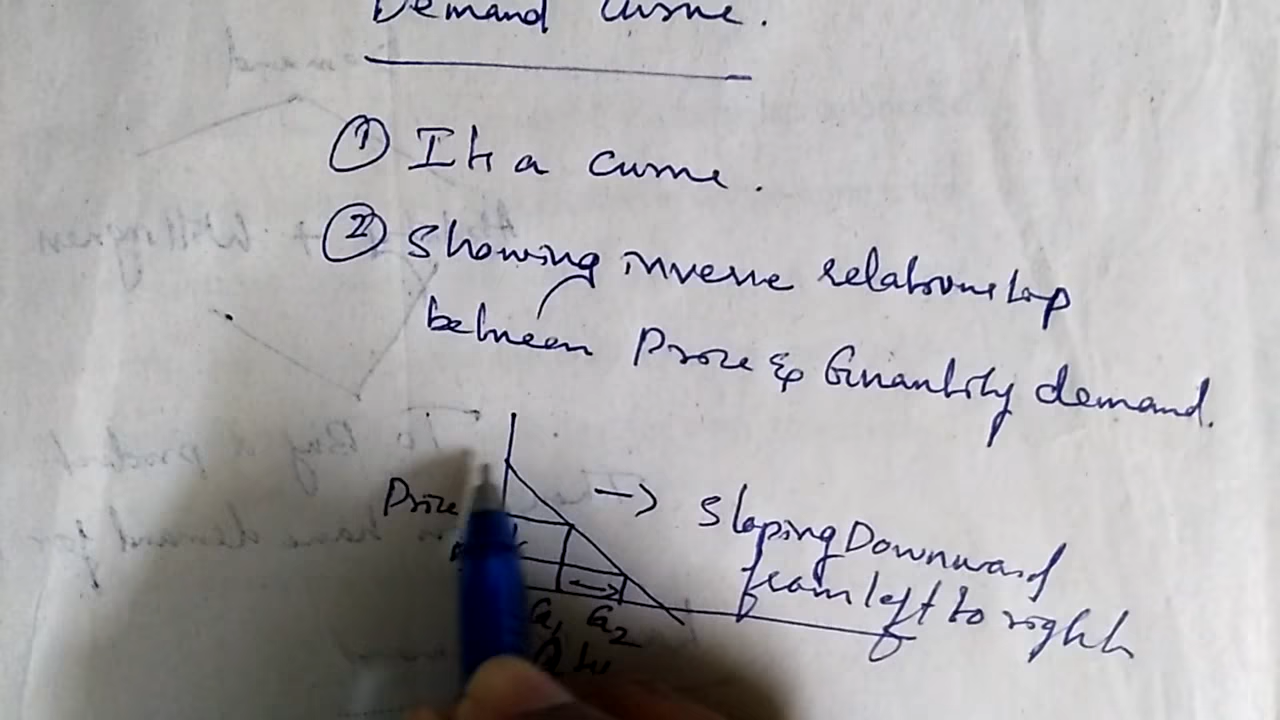 Demand Curve.
① It is a Curve.
② Showing inverse relationship
between Price & Quantity demand.
Price
→ Sloping Downward
from left to right
Q1 Q2
Qty